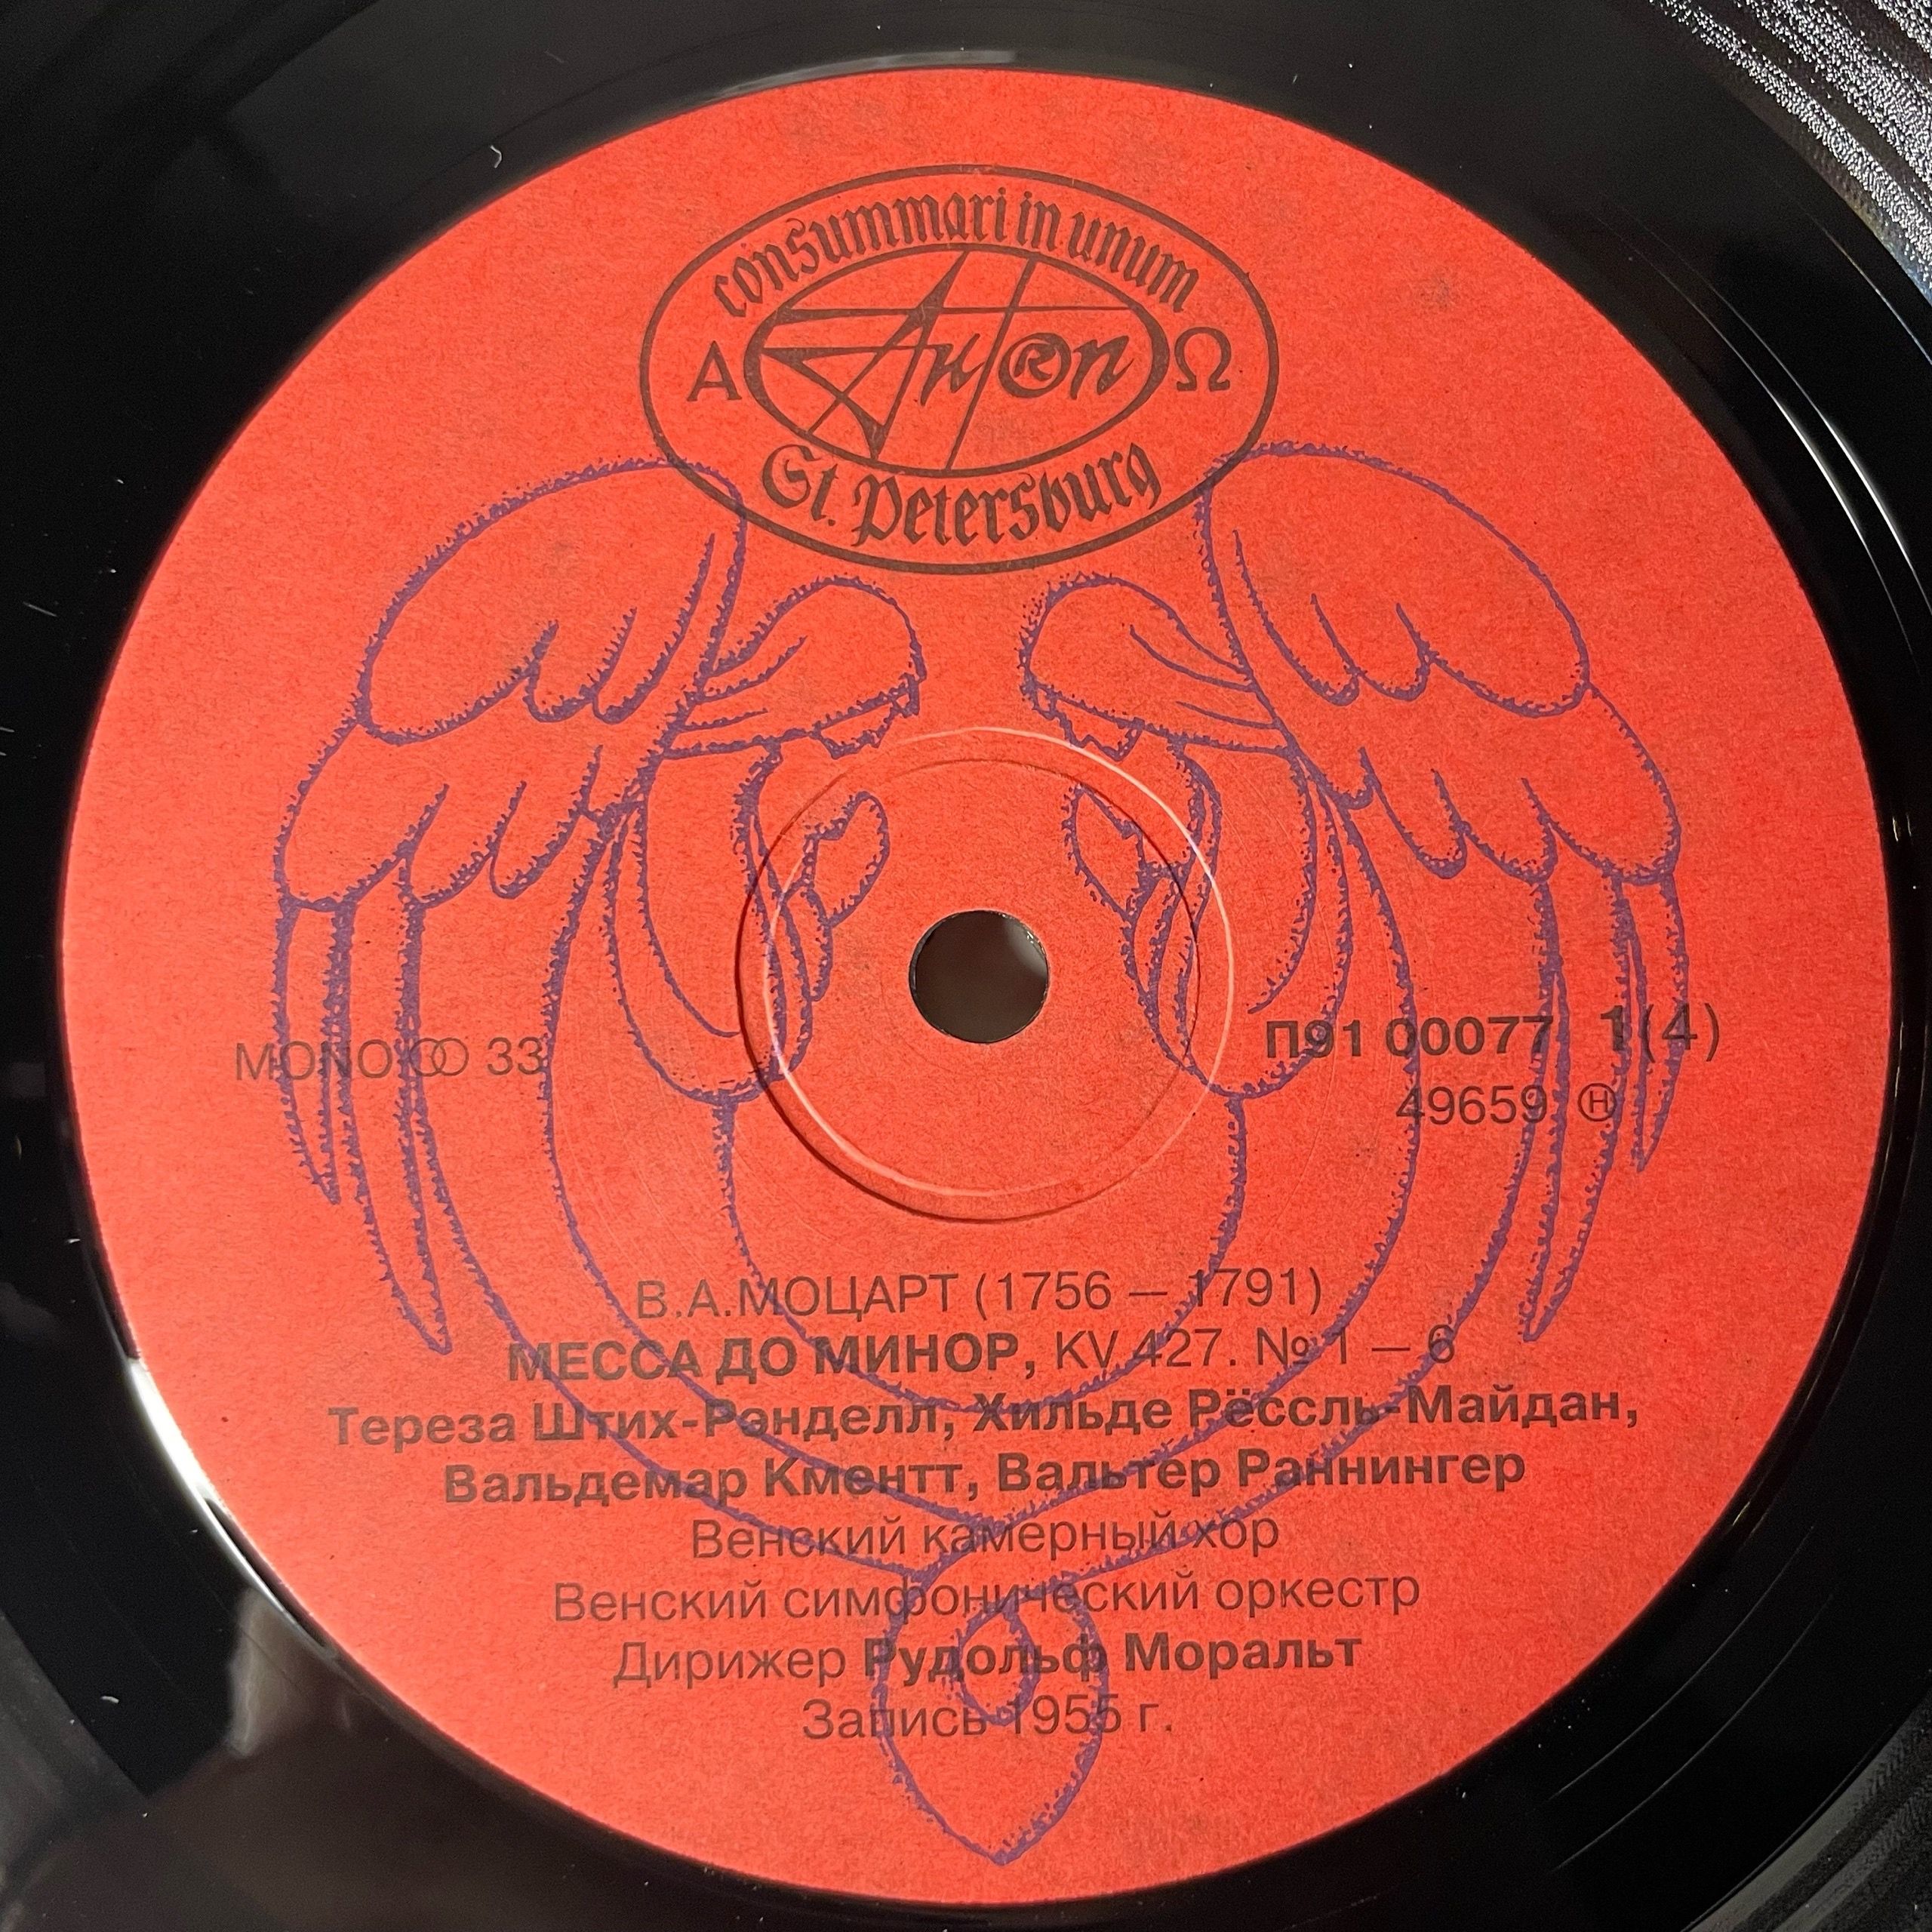 consummari in unum
Α Антон Ω
®
St. Petersburg
MONO 33
П91 00077 1(4)
49659 Ⓗ
В.А.МОЦАРТ (1756 — 1791)
МЕССА ДО МИНОР, KV 427. № 1 — 6
Тереза Штих-Рэнделл, Хильде Рёссль-Майдан,
Вальдемар Кментт, Вальтер Раннингер
Венский камерный хор
Венский симфонический оркестр
Дирижер Рудольф Моральт
Запись 1955 г.